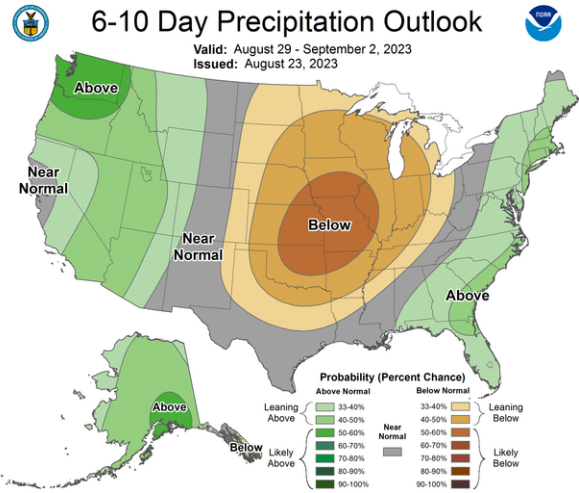 6-10 Day Precipitation Outlook
NOAA
Valid: August 29 - September 2, 2023
Issued: August 23, 2023
Above
Near
Normal
Near
Normal
Below
Above
Above
Below
Probability (Percent Chance)
Above Normal
Below Normal
Leaning
Above
33-40%
40-50%
Likely
Above
50-60%
60-70%
70-80%
80-90%
90-100%
Near
Normal
33-40%
40-50%
Leaning
Below
50-60%
60-70%
70-80%
80-90%
90-100%
Likely
Below